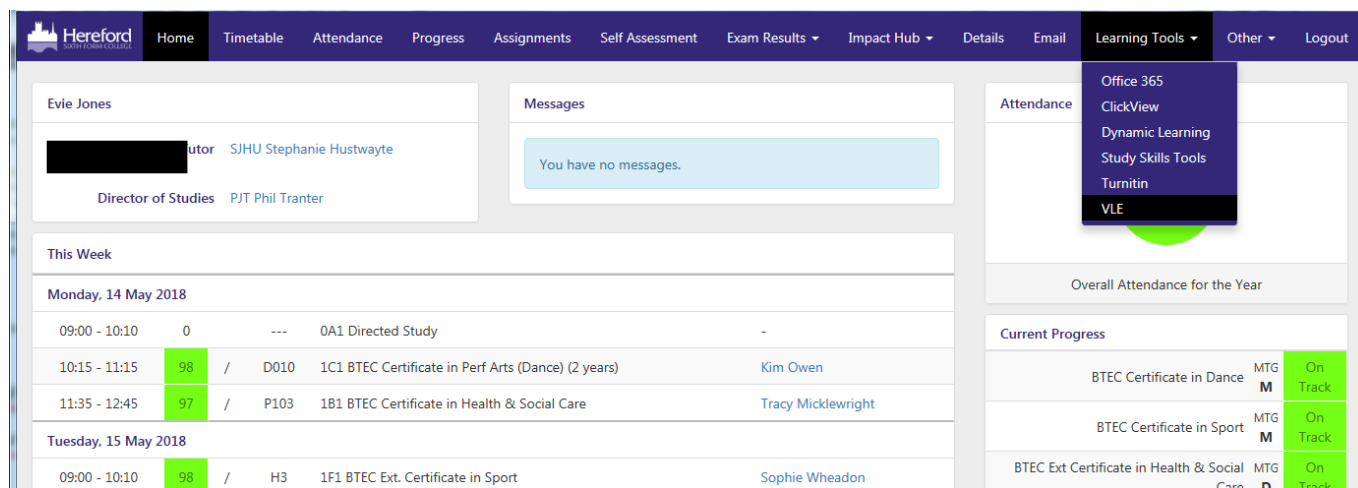 Hereford
SIXTH FORM COLLEGE
Home Timetable Attendance Progress Assignments Self Assessment Exam Results Impact Hub Details Email Learning Tools Other Logout
Office 365
ClickView
Dynamic Learning
Study Skills Tools
Turnitin
VLE
Evie Jones
utor SJHU Stephanie Hustwayte
Director of Studies PJT Phil Tranter
Messages
You have no messages.
Attendance
Overall Attendance for the Year
This Week
Monday, 14 May 2018
09:00 - 10:10 0 --- 0A1 Directed Study -
10:15 - 11:15 98 / D010 1C1 BTEC Certificate in Perf Arts (Dance) (2 years) Kim Owen
11:35 - 12:45 97 / P103 1B1 BTEC Certificate in Health & Social Care Tracy Micklewright
Tuesday, 15 May 2018
09:00 - 10:10 98 / H3 1F1 BTEC Ext. Certificate in Sport Sophie Wheadon
Current Progress
BTEC Certificate in Dance MTG On
M Track
BTEC Certificate in Sport MTG On
M Track
BTEC Ext Certificate in Health & Social MTG On
Care D Track